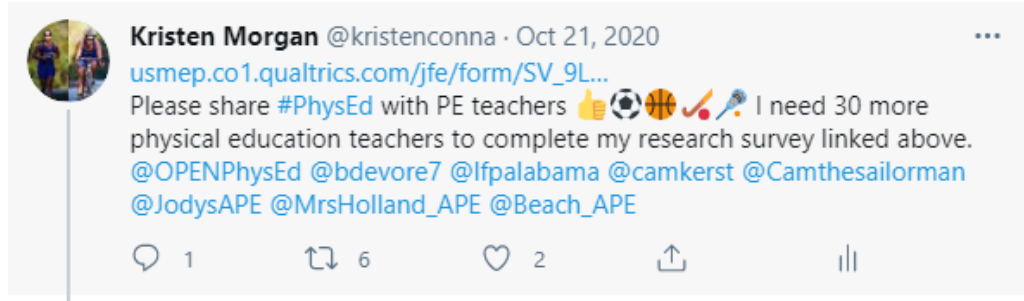 Kristen Morgan @kristenconna · Oct 21, 2020
usmep.co1.qualtrics.com/jfe/form/SV_9L...
Please share #PhysEd with PE teachers 👍⚽🏀🏑🥍 I need 30 more
physical education teachers to complete my research survey linked above.
@OPENPhysEd @bdevore7 @lfpalabama @camkerst @Camthesailorman
@JodysAPE @MrsHolland_APE @Beach_APE
1 6 2